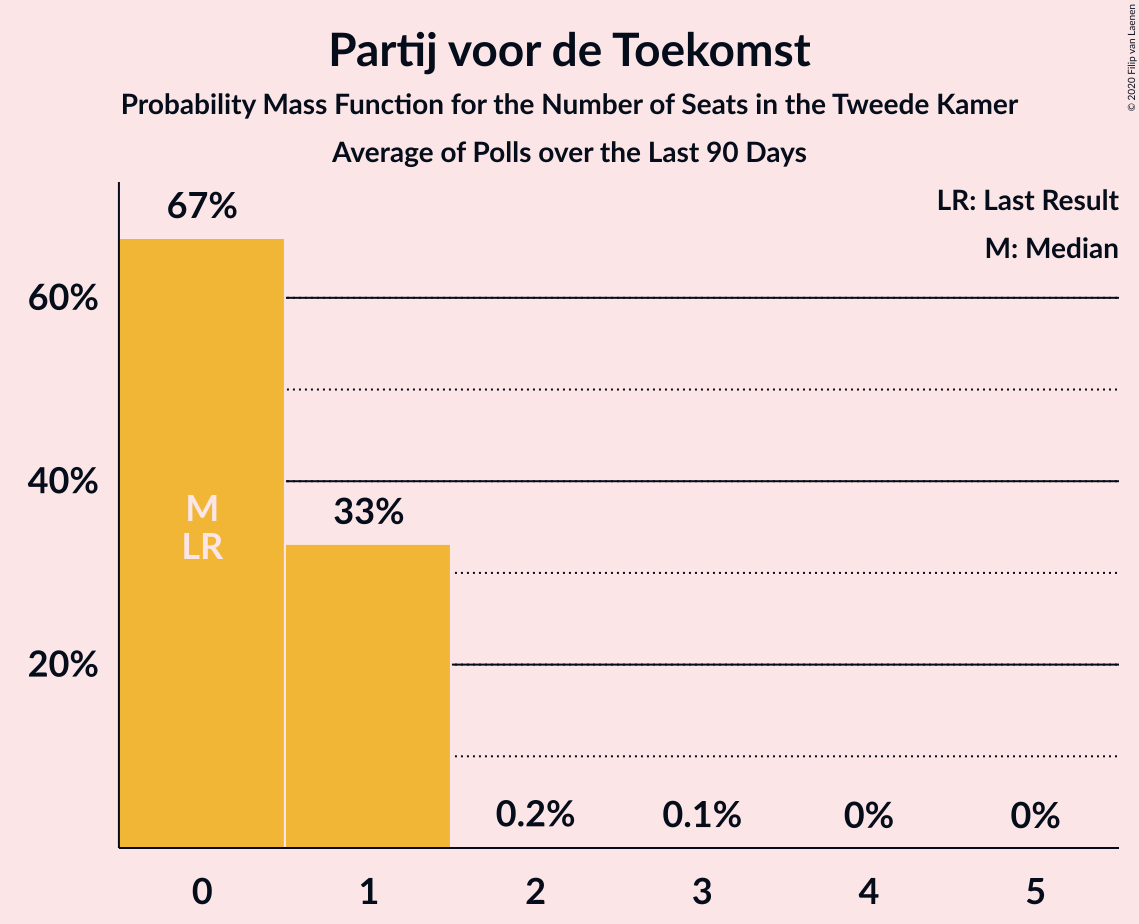 Partij voor de Toekomst
Probability Mass Function for the Number of Seats in the Tweede Kamer
Average of Polls over the Last 90 Days
© 2020 Filip van Laenen
LR: Last Result
M: Median
67%
60%
40%
33%
M
LR
20%
0.2%
0.1%
0%
0%
0
1
2
3
4
5